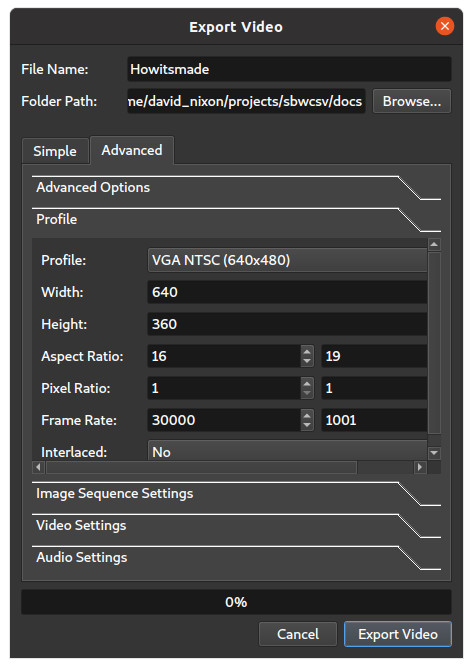 Export Video
File Name: Howitsmade
Folder Path: me/david_nixon/projects/sbwcsv/docs Browse...
Simple Advanced
Advanced Options
Profile
Profile: VGA NTSC (640x480)
Width: 640
Height: 360
Aspect Ratio: 16 19
Pixel Ratio: 1 1
Frame Rate: 30000 1001
Interlaced: No
Image Sequence Settings
Video Settings
Audio Settings
0%
Cancel Export Video